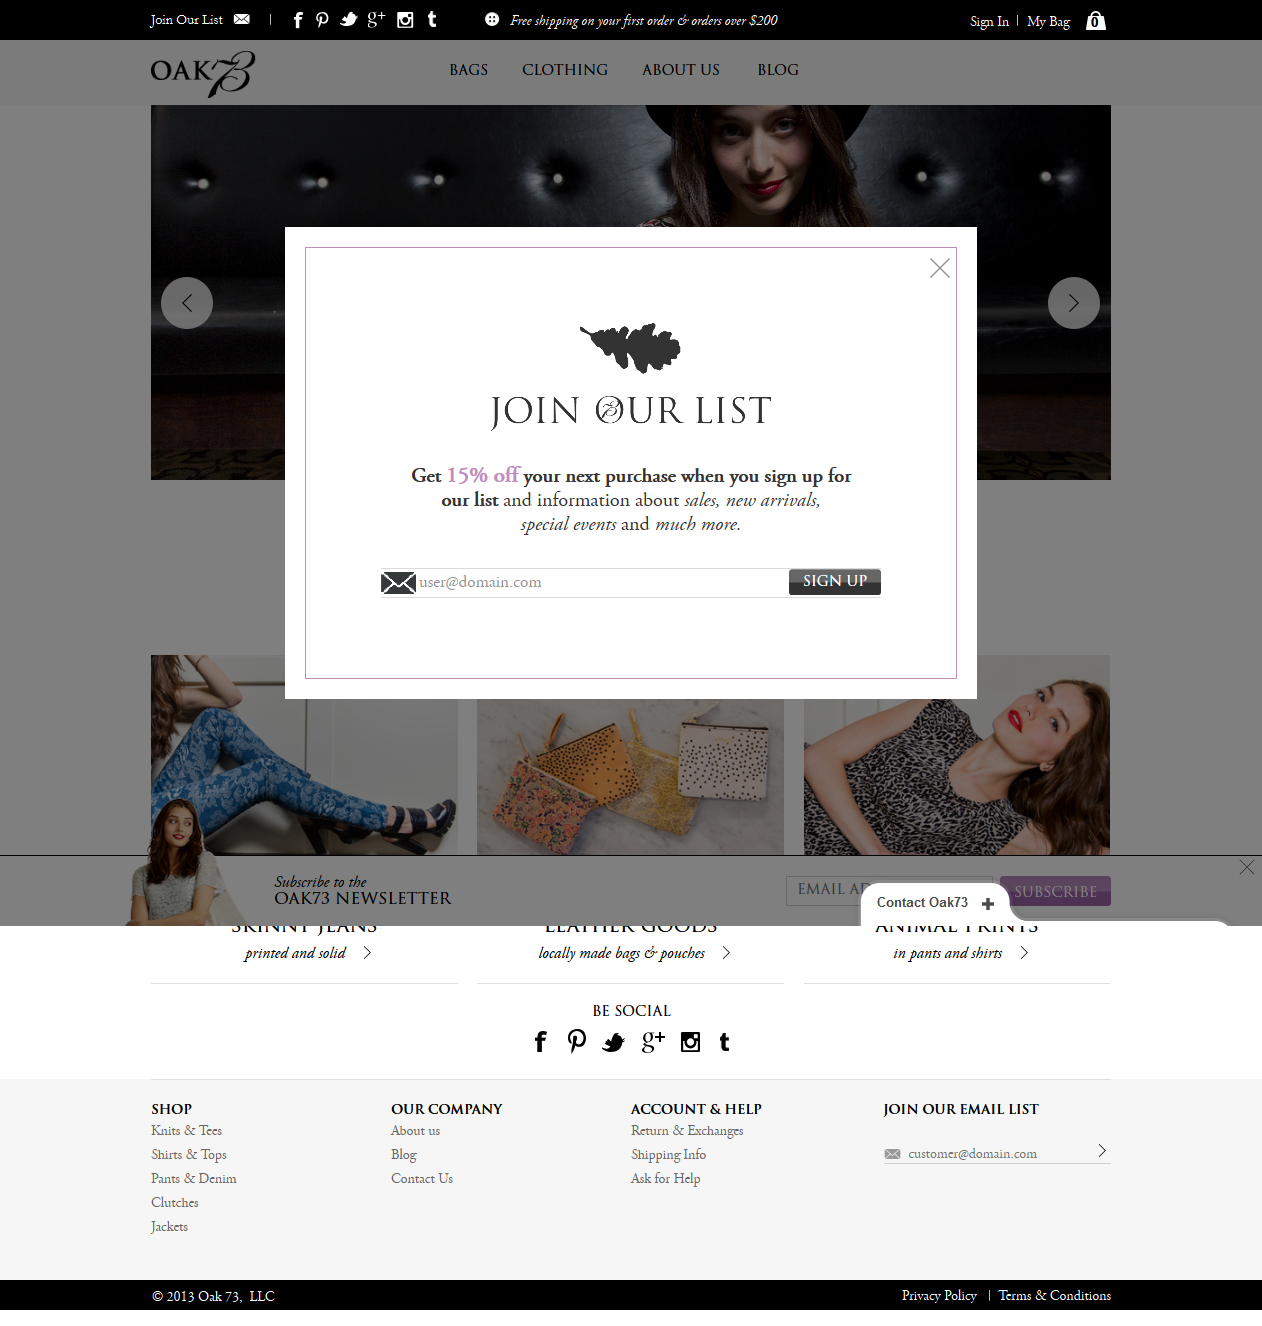 Join Our List
Free shipping on your first order & orders over $200
Sign In
My Bag
0
OAK73
BAGS
CLOTHING
ABOUT US
BLOG
JOIN OUR LIST
Get 15% off your next purchase when you sign up for
our list and information about sales, new arrivals,
special events and much more.
user@domain.com
SIGN UP
Subscribe to the
OAK73 NEWSLETTER
EMAIL
SUBSCRIBE
Contact Oak73
SKINNY JEANS
LEATHER GOODS
ANIMAL PRINTS
printed and solid
locally made bags & pouches
in pants and shirts
BE SOCIAL
SHOP
Knits & Tees
Shirts & Tops
Pants & Denim
Clutches
Jackets
OUR COMPANY
About us
Blog
Contact Us
ACCOUNT & HELP
Return & Exchanges
Shipping Info
Ask for Help
JOIN OUR EMAIL LIST
customer@domain.com
© 2013 Oak 73, LLC
Privacy Policy | Terms & Conditions